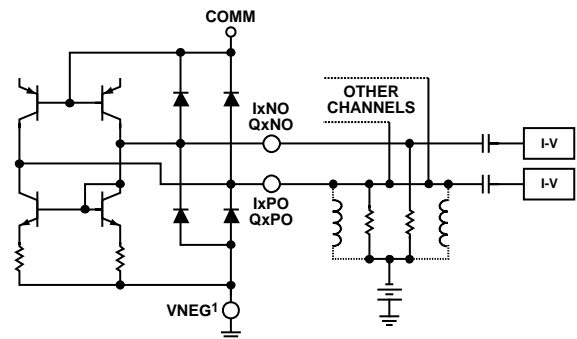 COMM
OTHER
CHANNELS
IxNO
QxNO
I-V
I-V
IxPO
QxPO
VNEG1